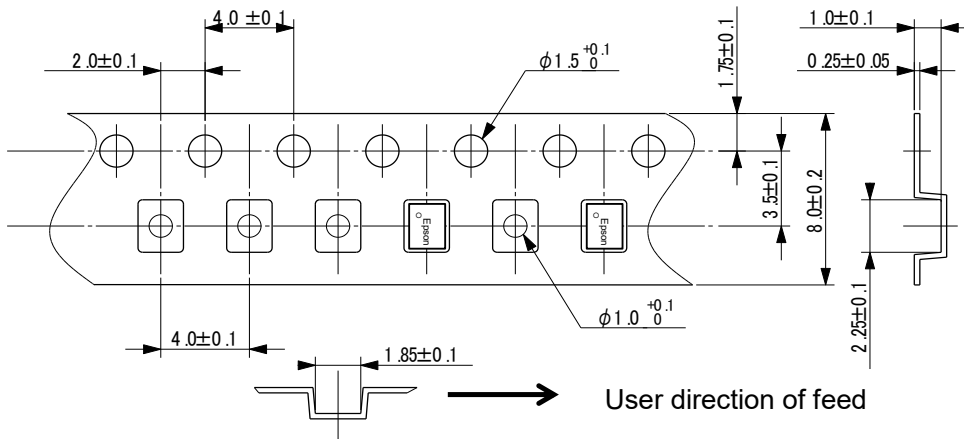 4.0 ±0.1
2.0±0.1
φ1.5 +0.1 0
1.75±0.1
1.0±0.1
0.25±0.05
3.5±0.1
8.0±0.2
2.25±0.1
Epson
Epson
φ1.0 +0.1 0
4.0±0.1
1.85±0.1
User direction of feed